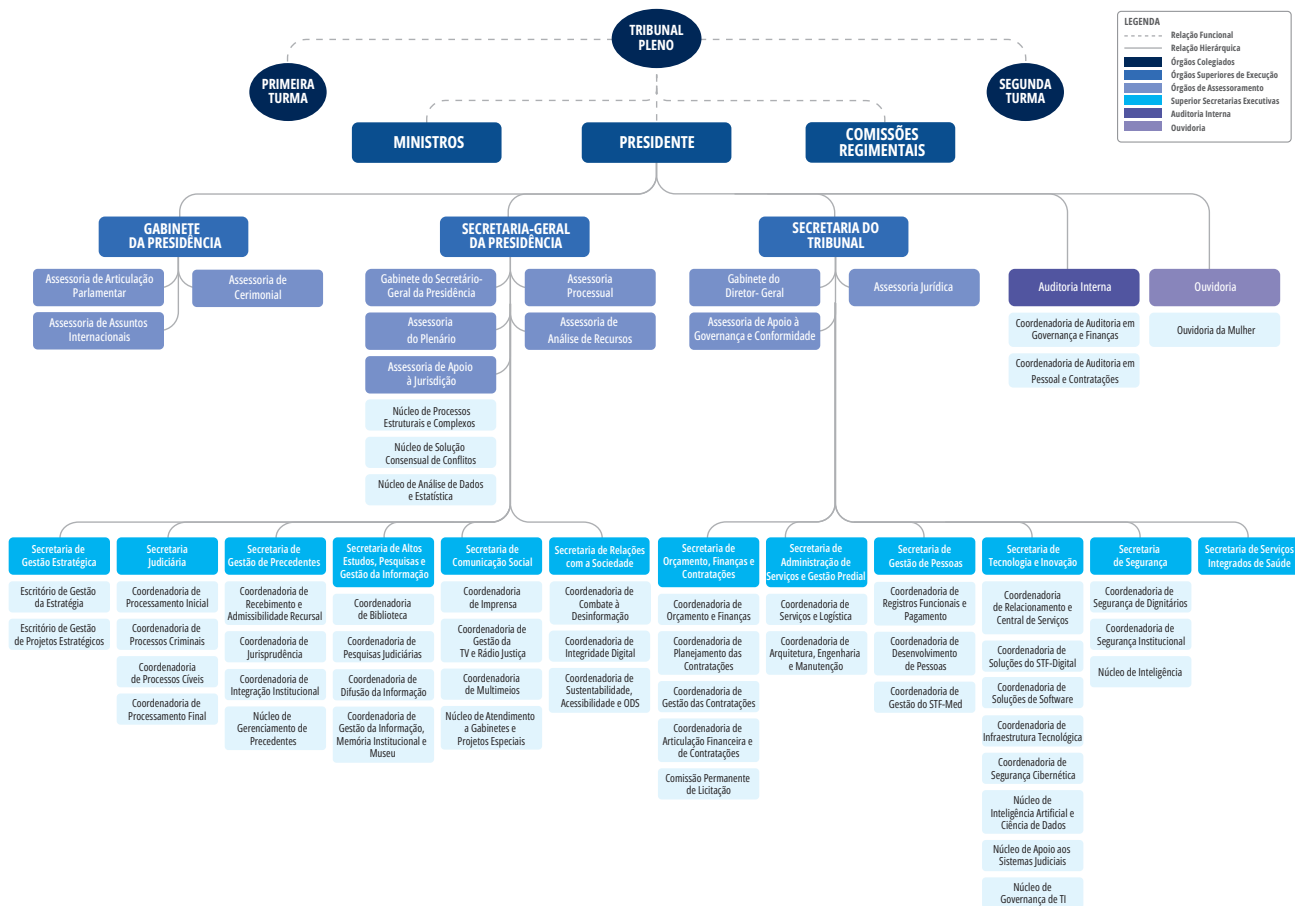 TRIBUNAL
PLENO
PRIMEIRA
TURMA
SEGUNDA
TURMA
LEGENDA
Relação Funcional
Relação Hierárquica
Órgãos Colegiados
Órgãos Superiores de Execução
Órgãos de Assessoramento
Superior Secretarias Executivas
Auditoria Interna
Ouvidoria
MINISTROS
PRESIDENTE
COMISSÕES
REGIMENTAIS
GABINETE
DA PRESIDÊNCIA
SECRETARIA-GERAL
DA PRESIDÊNCIA
SECRETARIA DO
TRIBUNAL
Assessoria de Articulação
Parlamentar
Assessoria de
Cerimonial
Assessoria de Assuntos
Internacionais
Gabinete do Secretário-
Geral da Presidência
Assessoria
Processual
Assessoria
do Plenário
Assessoria de
Análise de Recursos
Assessoria de Apoio
à Jurisdição
Núcleo de Processos
Estruturais e Complexos
Núcleo de Solução
Consensual de Conflitos
Núcleo de Análise de Dados
e Estatística
Gabinete do
Diretor- Geral
Assessoria Jurídica
Assessoria de Apoio à
Governança e Conformidade
Auditoria Interna
Coordenadoria de Auditoria em
Governança e Finanças
Coordenadoria de Auditoria em
Pessoal e Contratações
Ouvidoria
Ouvidoria da Mulher
Secretaria de
Gestão Estratégica
Escritório de Gestão
da Estratégia
Escritório de Gestão
de Projetos Estratégicos
Secretaria
Judiciária
Coordenadoria de
Processamento Inicial
Coordenadoria de
Processos Criminais
Coordenadoria
de Processos Cíveis
Coordenadoria de
Processamento Final
Secretaria de
Gestão de Precedentes
Coordenadoria de
Recebimento e
Admissibilidade Recursal
Coordenadoria de
Jurisprudência
Coordenadoria de
Integração Institucional
Núcleo de
Gerenciamento de
Precedentes
Secretaria de Altos
Estudos, Pesquisas e
Gestão da Informação
Coordenadoria
de Biblioteca
Coordenadoria de
Pesquisas Judiciárias
Coordenadoria de
Difusão da Informação
Coordenadoria de
Gestão da Informação,
Memória Institucional e
Museu
Secretaria de
Comunicação Social
Coordenadoria
de Imprensa
Coordenadoria de
Gestão da
TV e Rádio Justiça
Coordenadoria
de Multimeios
Núcleo de Atendimento
a Gabinetes e
Projetos Especiais
Secretaria de Relações
com a Sociedade
Coordenadoria de
Combate à
Desinformação
Coordenadoria de
Integridade Digital
Coordenadoria de
Sustentabilidade,
Acessibilidade e ODS
Secretaria de
Orçamento, Finanças e
Contratações
Coordenadoria de
Orçamento e Finanças
Coordenadoria de
Planejamento das
Contratações
Coordenadoria de
Gestão das Contratações
Coordenadoria de
Articulação Financeira e
de Contratações
Comissão Permanente
de Licitação
Secretaria de
Administração de
Serviços e Gestão Predial
Coordenadoria de
Serviços e Logística
Coordenadoria de
Arquitetura, Engenharia
e Manutenção
Secretaria de
Gestão de Pessoas
Coordenadoria de
Registros Funcionais e
Pagamento
Coordenadoria de
Desenvolvimento
de Pessoas
Coordenadoria de
Gestão do STF-Med
Secretaria de
Tecnologia e Inovação
Coordenadoria
de Relacionamento e
Central de Serviços
Coordenadoria de
Soluções do STF-Digital
Coordenadoria de
Soluções de Software
Coordenadoria de
Infraestrutura Tecnológica
Coordenadoria de
Segurança Cibernética
Núcleo de
Inteligência Artificial e
Ciência de Dados
Núcleo de Apoio aos
Sistemas Judiciais
Núcleo de
Governança de TI
Secretaria
de Segurança
Coordenadoria de
Segurança de Dignitários
Coordenadoria de
Segurança Institucional
Núcleo de Inteligência
Secretaria de Serviços
Integrados de Saúde